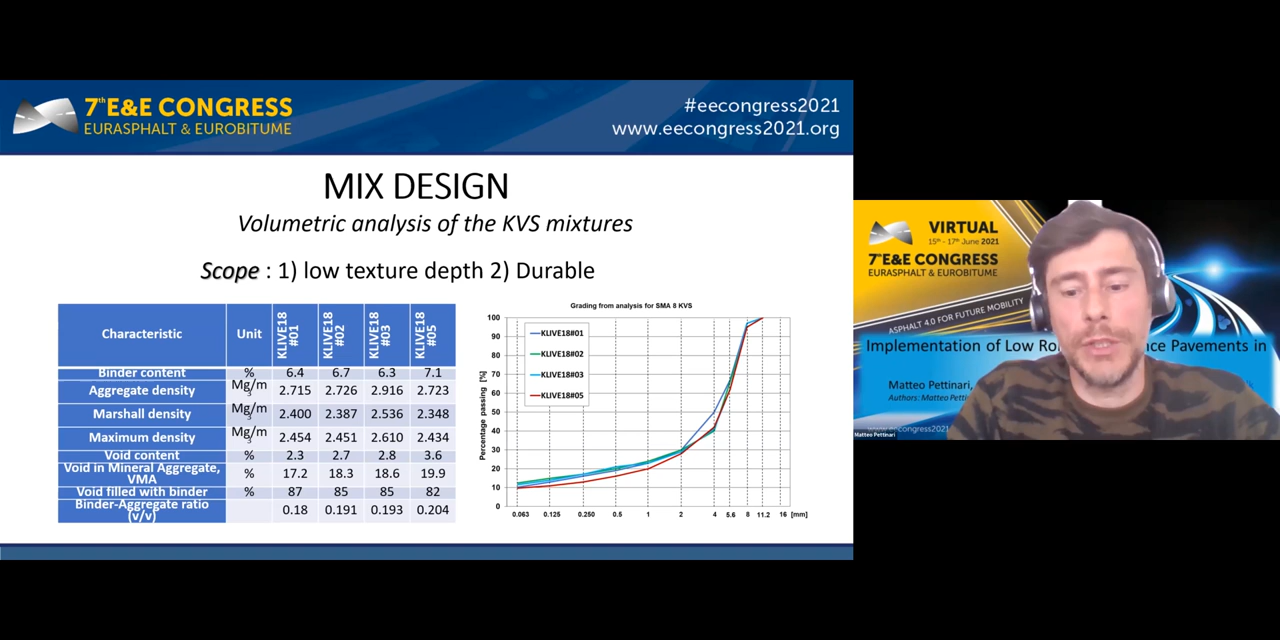 7th E&E CONGRESS
EURASPHALT & EUROBITUME
#eecongress2021
www.eecongress2021.org
MIX DESIGN
Volumetric analysis of the KVS mixtures
Scope : 1) low texture depth 2) Durable
Characteristic Unit KLIVE18 #01 KLIVE18 #02 KLIVE18 #03 KLIVE18 #05
Binder content % 6.4 6.7 6.3 7.1
Aggregate density Mg/m3 2.715 2.726 2.916 2.723
Marshall density Mg/m3 2.400 2.387 2.536 2.348
Maximum density Mg/m3 2.454 2.451 2.610 2.434
Void content % 2.3 2.7 2.8 3.6
Void in Mineral Aggregate, VMA % 17.2 18.3 18.6 19.9
Void filled with binder % 87 85 85 82
Binder-Aggregate ratio (v/v) 0.18 0.191 0.193 0.204
Grading from analysis for SMA 8 KVS
Percentage passing [%]
100
90
80
70
60
50
40
30
20
10
0
KLIVE18#01
KLIVE18#02
KLIVE18#03
KLIVE18#05
0.063 0.125 0.250 0.5 1 2 4 5.6 8 11.2 16 [mm]
VIRTUAL
15th - 17th June 2021
7th E&E CONGRESS
EURASPHALT & EUROBITUME
ASPHALT 4.0 FOR FUTURE MOBILITY
Implementation of Low Ro nce Pavements in
Matteo Pettinari,
Authors: Matteo Petti
www.eecongress2021
Matteo Pettinari